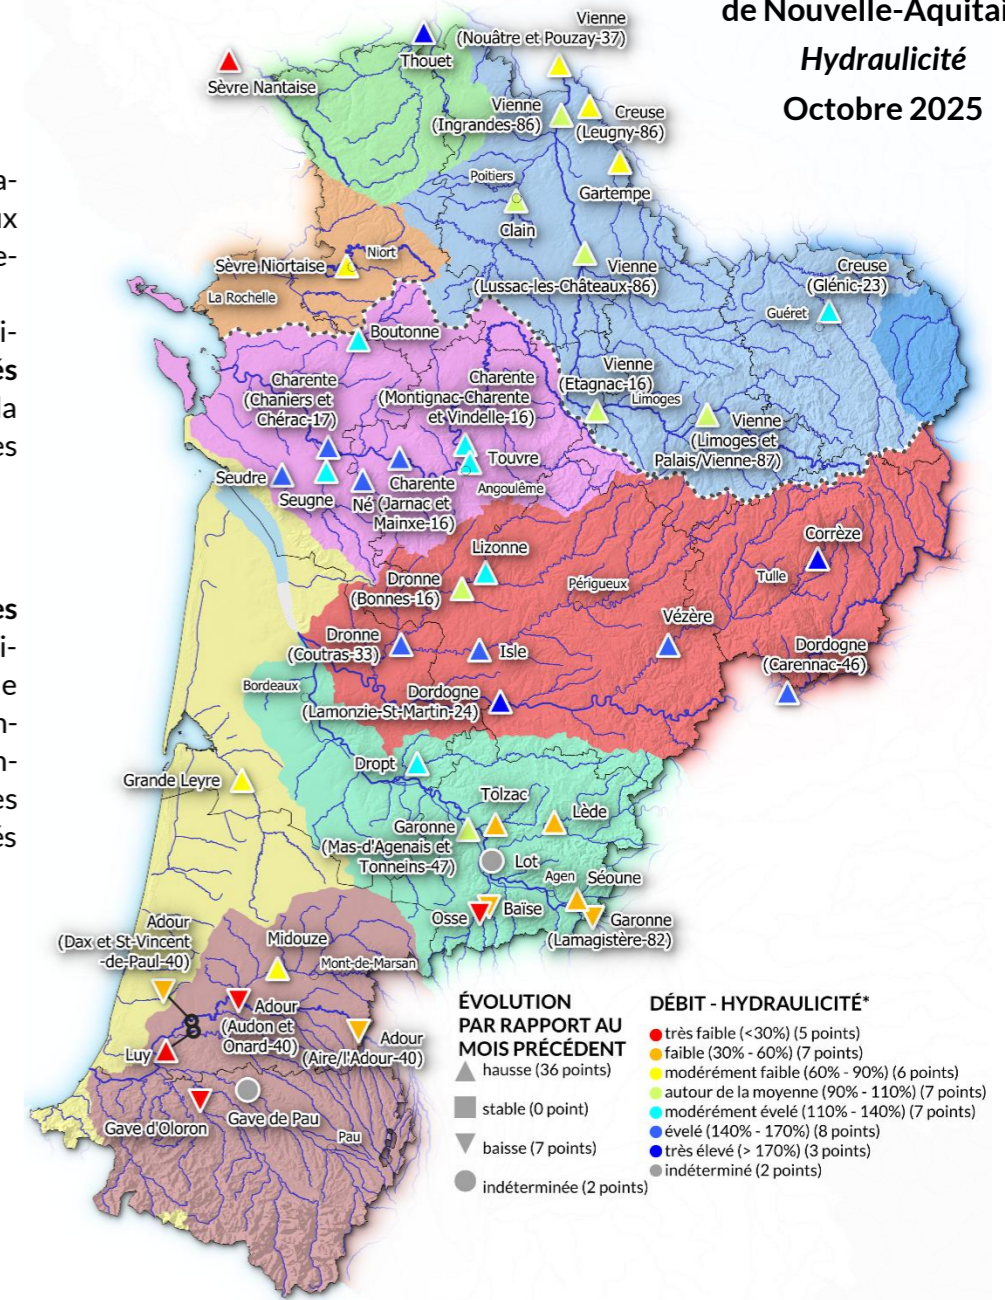 de Nouvelle-Aquitai
Hydraulicité
Octobre 2025
a-
ux
e-
i-
és
la
es
es
i-
e
n-
n-
es
és
Vienne
(Nouâtre et Pouzay-37)
Thouet
Sèvre Nantaise
Vienne
(Ingrandes-86)
Creuse
(Leugny-86)
Gartempe
Poitiers
Clain
Niort
Sèvre Niortaise
La Rochelle
Vienne
(Lussac-les-Châteaux-86)
Creuse
(Glénic-23)
Guéret
Boutonne
Charente
(Chaniers et
Chérac-17)
Charente
(Montignac-Charente
et Vindelle-16)
Vienne
(Etagnac-16)
Limoges
Vienne
(Limoges et
Palais/Vienne-87)
Touvre
Angoulême
Seudre
Seugne
Né
Charente
(Jarnac et
Mainxe-16)
Lizonne
Dronne
(Bonnes-16)
Périgueux
Corrèze
Tulle
Vézère
Dronne
(Coutras-33)
Isle
Dordogne
(Carennac-46)
Bordeaux
Dordogne
(Lamonzie-St-Martin-24)
Dropt
Grande Leyre
Tolzac
Lède
Garonne
(Mas-d'Agenais et
Tonneins-47)
Lot
Agen
Séoune
Osse
Baïse
Garonne
(Lamagistère-82)
Adour
(Dax et St-Vincent
-de-Paul-40)
Midouze
Mont-de-Marsan
Adour
(Audon et
Onard-40)
Adour
(Aire/l'Adour-40)
Luy
Gave d'Oloron
Gave de Pau
Pau
ÉVOLUTION
PAR RAPPORT AU
MOIS PRÉCÉDENT
hausse (36 points)
stable (0 point)
baisse (7 points)
indéterminée (2 points)
DÉBIT - HYDRAULICITÉ*
très faible (<30%) (5 points)
faible (30% - 60%) (7 points)
modérément faible (60% - 90%) (6 points)
autour de la moyenne (90% - 110%) (7 points)
modérément évelé (110% - 140%) (7 points)
évelé (140% - 170%) (8 points)
très élevé (> 170%) (3 points)
indéterminé (2 points)